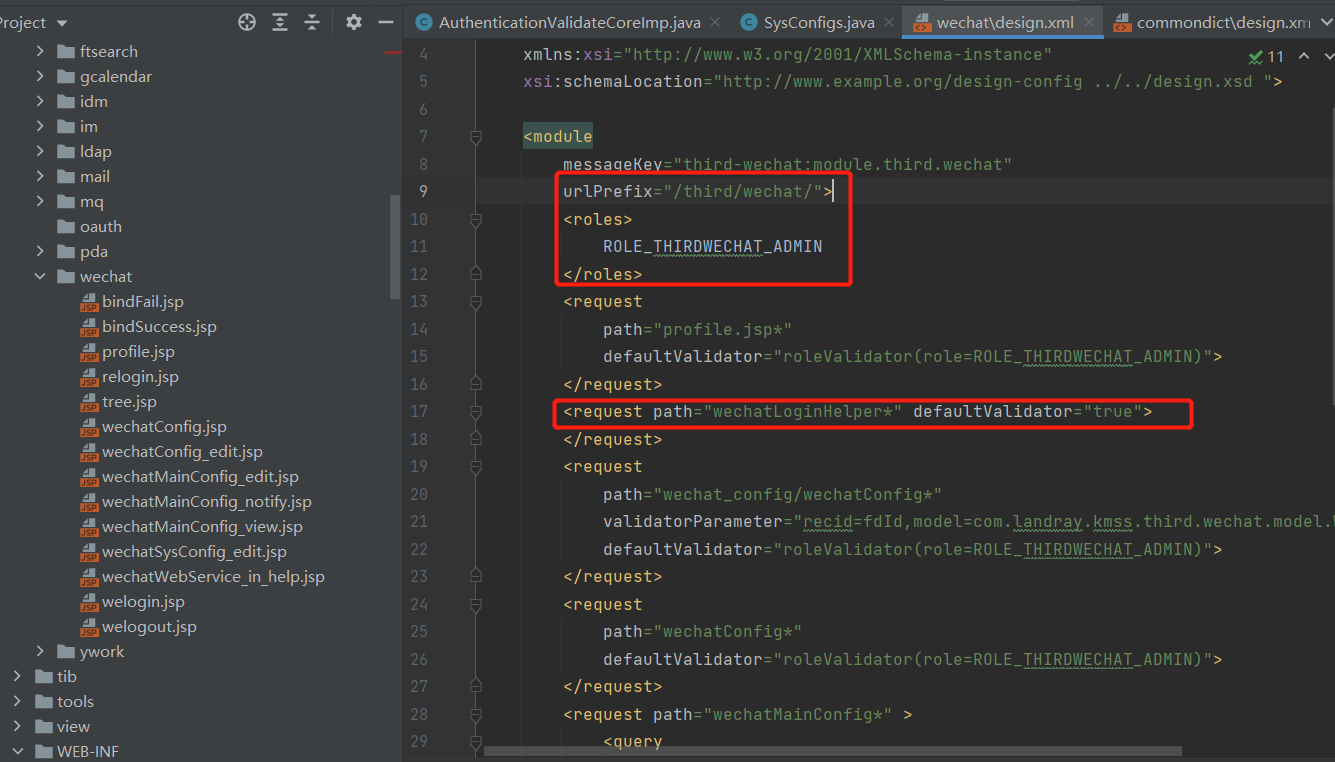 Project
AuthenticationValidateCoreImp.java
SysConfigs.java
wechat\design.xml
commondict\design.xm
ftsearch
gcalendar
idm
im
ldap
mail
mq
oauth
pda
wechat
bindFail.jsp
bindSuccess.jsp
profile.jsp
relogin.jsp
tree.jsp
wechatConfig.jsp
wechatConfig_edit.jsp
wechatMainConfig_edit.jsp
wechatMainConfig_notify.jsp
wechatMainConfig_view.jsp
wechatSysConfig_edit.jsp
wechatWebService_in_help.jsp
welogin.jsp
welogout.jsp
ywork
tib
tools
view
WEB-INF
11
4 xmlns:xsi="http://www.w3.org/2001/XMLSchema-instance"
5 xsi:schemaLocation="http://www.example.org/design-config ../../design.xsd ">
6
7 <module
8 messageKey="third-wechat:module.third.wechat"
9 urlPrefix="/third/wechat/">
10 <roles>
11 ROLE_THIRDWECHAT_ADMIN
12 </roles>
13 <request
14 path="profile.jsp*"
15 defaultValidator="roleValidator(role=ROLE_THIRDWECHAT_ADMIN)">
16 </request>
17 <request path="wechatLoginHelper*" defaultValidator="true">
18 </request>
19 <request
20 path="wechat_config/wechatConfig*"
21 validatorParameter="recid=fdId,model=com.landray.kmss.third.wechat.model.
22 defaultValidator="roleValidator(role=ROLE_THIRDWECHAT_ADMIN)">
23 </request>
24 <request
25 path="wechatConfig*"
26 defaultValidator="roleValidator(role=ROLE_THIRDWECHAT_ADMIN)">
27 </request>
28 <request path="wechatMainConfig*" >
29 <query